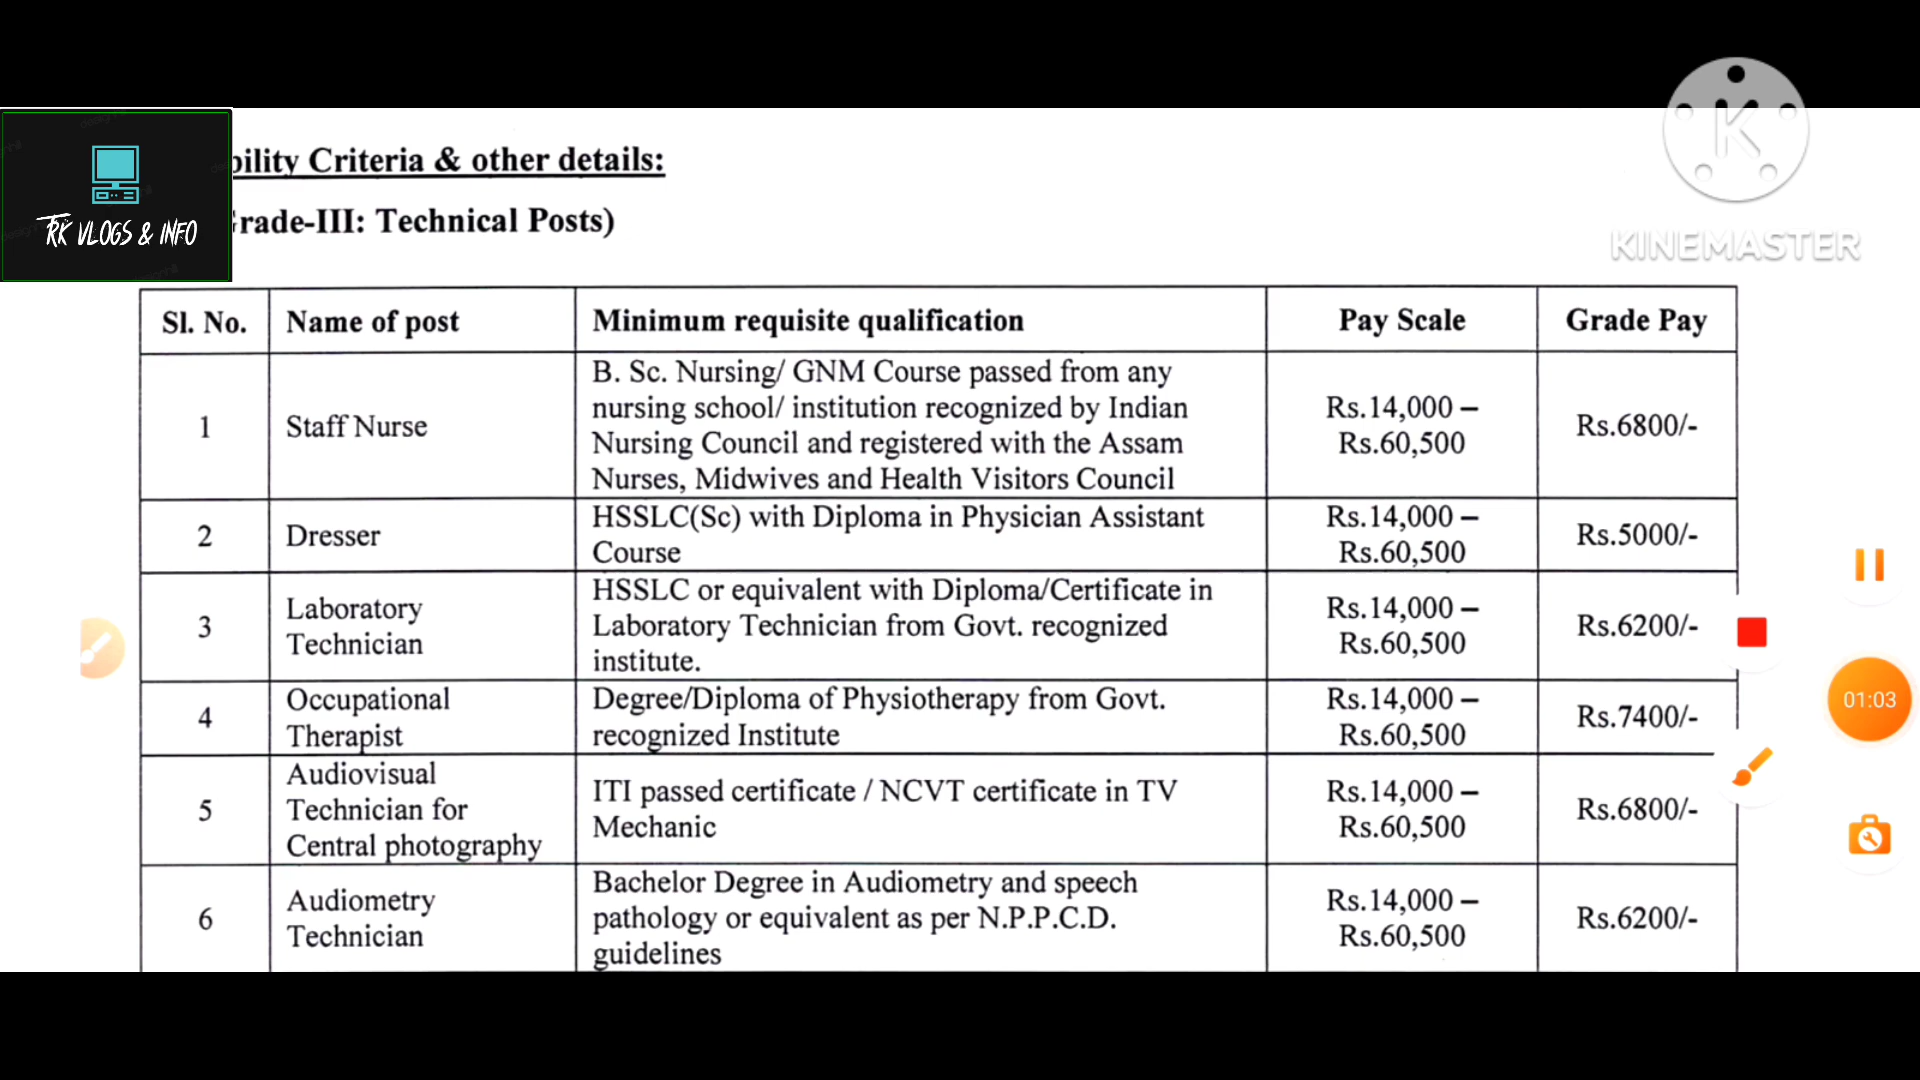 RK VLOGS & INFO
KINEMASTER
bility Criteria & other details:
Grade-III: Technical Posts)
Sl. No. Name of post Minimum requisite qualification Pay Scale Grade Pay
1 Staff Nurse
B. Sc. Nursing/ GNM Course passed from any
nursing school/ institution recognized by Indian
Nursing Council and registered with the Assam
Nurses, Midwives and Health Visitors Council
Rs.14,000 –
Rs.60,500
Rs.6800/-
2 Dresser
HSSLC(Sc) with Diploma in Physician Assistant
Course
Rs.14,000 –
Rs.60,500
Rs.5000/-
3
Laboratory
Technician
HSSLC or equivalent with Diploma/Certificate in
Laboratory Technician from Govt. recognized
institute.
Rs.14,000 –
Rs.60,500
Rs.6200/-
4
Occupational
Therapist
Degree/Diploma of Physiotherapy from Govt.
recognized Institute
Rs.14,000 –
Rs.60,500
Rs.7400/-
5
Audiovisual
Technician for
Central photography
ITI passed certificate / NCVT certificate in TV
Mechanic
Rs.14,000 –
Rs.60,500
Rs.6800/-
6
Audiometry
Technician
Bachelor Degree in Audiometry and speech
pathology or equivalent as per N.P.P.C.D.
guidelines
Rs.14,000 –
Rs.60,500
Rs.6200/-
01:03